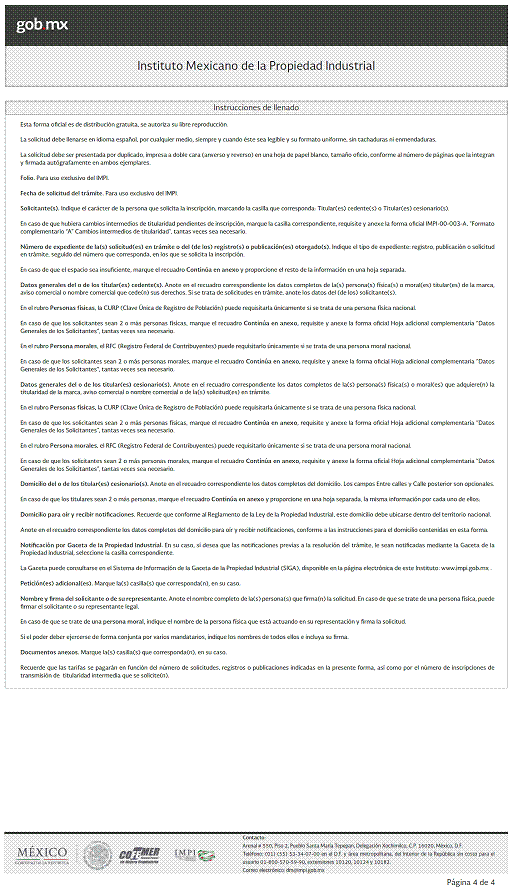 gob.mx
Instituto Mexicano de la Propiedad Industrial
Instrucciones de llenado
Esta forma oficial es de distribución gratuita, se autoriza su libre reproducción.
La solicitud debe llenarse en idioma español, por cualquier medio, siempre y cuando éste sea legible y su formato uniforme, sin tachaduras ni enmendaduras.
La solicitud debe ser presentada por duplicado, impresa a doble cara (anverso y reverso) en una hoja de papel blanco, tamaño oficio, conforme al número de páginas que la integran
y firmada autógrafamente en ambos ejemplares.
Folio. Para uso exclusivo del IMPI.
Fecha de solicitud del trámite. Para uso exclusivo del IMPI.
Solicitante(s). Indique el carácter de la persona que solicita la inscripción, marcando la casilla que corresponda: Titular(es) cedente(s) o Titular(es) cesionario(s).
En caso de que hubiera cambios intermedios de titularidad pendientes de inscripción, marque la casilla correspondiente, requisite y anexe la forma oficial IMPI-00-003-A, "Formato
complementario "A" Cambios intermedios de titularidad", tantas veces sea necesario.
Número de expediente de la(s) solicitud(es) en trámite o del (de los) registro(s) o publicación(es) otorgado(s). Indique el tipo de expediente: registro, publicación o solicitud
en trámite, seguido del número que corresponda, en los que se solicita la inscripción.
En caso de que el espacio sea insuficiente, marque el recuadro Continúa en anexo y proporcione el resto de la información en una hoja separada.
Datos generales del o de los titular(es) cedente(s). Anote en el recuadro correspondiente los datos completos de la(s) persona(s) física(s) o moral(es) titular(es) de la marca,
aviso comercial o nombre comercial que cede(n) sus derechos. Si se trata de solicitudes en trámite, anote los datos del (de los) solicitante(s).
En el rubro Personas físicas, la CURP (Clave Única de Registro de Población) puede requisitarla únicamente si se trata de una persona física nacional.
En caso de que los solicitantes sean 2 o más personas físicas, marque el recuadro Continúa en anexo, requisite y anexe la forma oficial Hoja adicional complementaria "Datos
Generales de los Solicitantes", tantas veces sea necesario.
En el rubro Persona morales, el RFC (Registro Federal de Contribuyentes) puede requisitarlo únicamente si se trata de una persona moral nacional.
En caso de que los solicitantes sean 2 o más personas morales, marque el recuadro Continúa en anexo, requisite y anexe la forma oficial Hoja adicional complementaria "Datos
Generales de los Solicitantes", tantas veces sea necesario.
Datos generales del o de los titular(es) cesionario(s). Anote en el recuadro correspondiente los datos completos de la(s) persona(s) física(s) o moral(es) que adquiere(n) la
titularidad de la marca, aviso comercial o nombre comercial o de la(s) solicitud(es) en trámite.
En el rubro Personas físicas, la CURP (Clave Única de Registro de Población) puede requisitarla únicamente si se trate de una persona física nacional.
En caso de que los solicitantes sean 2 o más personas físicas, marque el recuadro Continúa en anexo, requisite y anexe la forma oficial Hoja adicional complementaria "Datos
Generales de los Solicitantes", tantas veces sea necesario.
En el rubro Persona morales, el RFC (Registro Federal de Contribuyentes) puede requisitarlo únicamente si se trata de una persona moral nacional.
En caso de que los solicitantes sean 2 o más personas morales, marque el recuadro Continúa en anexo, requisite y anexe la forma oficial Hoja adicional complementaria "Datos
Generales de los Solicitantes", tantas veces sea necesario.
Domicilio del o de los titular(es) cesionario(s). Anote en el recuadro correspondiente los datos completos del domicilio. Los campos Entre calles y Calle posterior son opcionales.
En caso de que los titulares sean 2 o más personas, marque el recuadro Continúa en anexo y proporcione en una hoja separada, la misma información por cada uno de ellos.
Domicilio para oír y recibir notificaciones. Recuerde que conforme al Reglamento de la Ley de la Propiedad Industrial, este domicilio debe ubicarse dentro del territorio nacional.
Anote en el recuadro correspondiente los datos completos del domicilio para oír y recibir notificaciones, conforme a las instrucciones para el domicilio contenidas en esta forma.
Notificación por Gaceta de la Propiedad Industrial. En su caso, si desea que las notificaciones previas a la resolución del trámite, le sean notificadas mediante la Gaceta de la
Propiedad Industrial, seleccione la casilla correspondiente.
La Gaceta puede consultarse en el Sistema de Información de la Gaceta de la Propiedad Industrial (SIGA), disponible en la página electrónica de este Instituto: www.impi.gob.mx .
Petición(es) adicional(es). Marque la(s) casilla(s) que corresponda(n), en su caso.
Nombre y firma del solicitante o de su representante. Anote el nombre completo de la(s) persona(s) que firma(n) la solicitud. En caso de que se trate de una persona física, puede
firmar el solicitante o su representante legal.
En caso de que se trate de una persona moral, indique el nombre de la persona física que está actuando en su representación y firma la solicitud.
Si el poder deber ejercerse de forma conjunta por varios mandatarios, indique los nombres de todos ellos e incluya su firma.
Documentos anexos. Marque la(s) casilla(s) que corresponda(n), en su caso.
Recuerde que las tarifas se pagarán en función del número de solicitudes, registros o publicaciones indicadas en la presente forma, así como por el número de inscripciones de
transmisión de titularidad intermedia que se solicite(n).
MÉXICO
GOBIERNO DE LA REPÚBLICA
COFEMER
IMPI
Contacto:
Arenal # 550, Piso 2, Pueblo Santa María Tepepan, Delegación Xochimilco, C.P. 16020, México, D.F.
Teléfono: (01) (55) 53-34-07-00 en el D.F. y área metropolitana, del interior de la República sin costo para el
usuario 01-800-570-59-90, extensiones 10120, 10124 y 10182.
Correo electrónico: dms@impi.gob.mx
Página 4 de 4